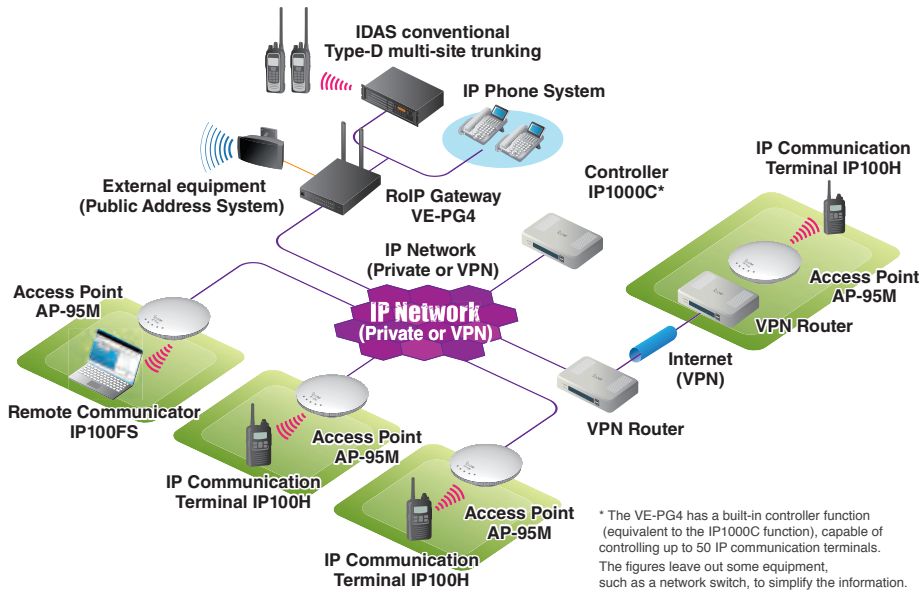 IDAS conventional
Type-D multi-site trunking
IP Phone System
External equipment
(Public Address System)
RoIP Gateway
VE-PG4
Controller
IP1000C*
IP Communication
Terminal IP100H
Access Point
AP-95M
VPN Router
Internet
(VPN)
VPN Router
IP Network
(Private or VPN)
IP Network
(Private or VPN)
Access Point
AP-95M
Remote Communicator
IP100FS
Access Point
AP-95M
IP Communication
Terminal IP100H
Access Point
AP-95M
IP Communication
Terminal IP100H
* The VE-PG4 has a built-in controller function
(equivalent to the IP1000C function), capable of
controlling up to 50 IP communication terminals.
The figures leave out some equipment,
such as a network switch, to simplify the information.